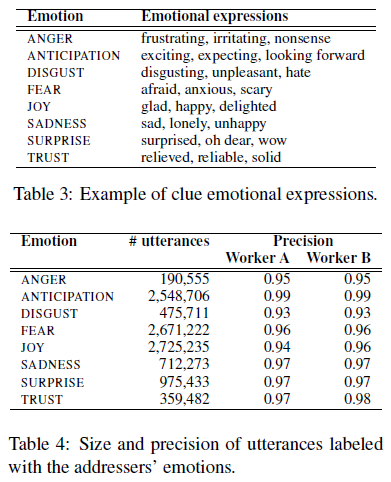 Emotion Emotional expressions
ANGER frustrating, irritating, nonsense
ANTICIPATION exciting, expecting, looking forward
DISGUST disgusting, unpleasant, hate
FEAR afraid, anxious, scary
JOY glad, happy, delighted
SADNESS sad, lonely, unhappy
SURPRISE surprised, oh dear, wow
TRUST relieved, reliable, solid
Table 3: Example of clue emotional expressions.
Emotion # utterances Precision
Worker A Worker B
ANGER 190,555 0.95 0.95
ANTICIPATION 2,548,706 0.99 0.99
DISGUST 475,711 0.93 0.93
FEAR 2,671,222 0.96 0.96
JOY 2,725,235 0.94 0.96
SADNESS 712,273 0.97 0.97
SURPRISE 975,433 0.97 0.97
TRUST 359,482 0.97 0.98
Table 4: Size and precision of utterances labeled
with the addressers' emotions.